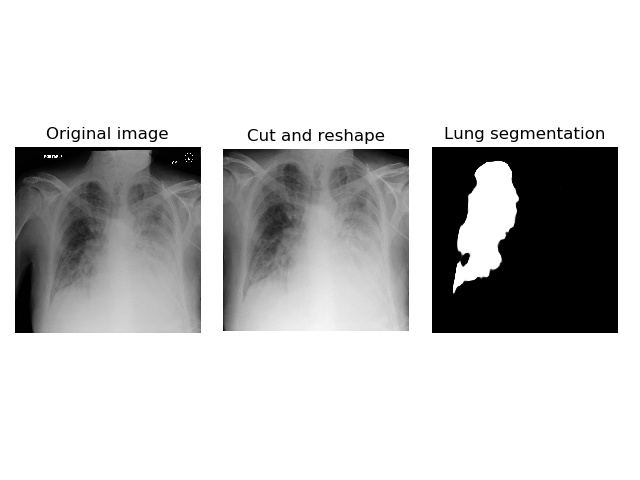 Original image
Cut and reshape
Lung segmentation